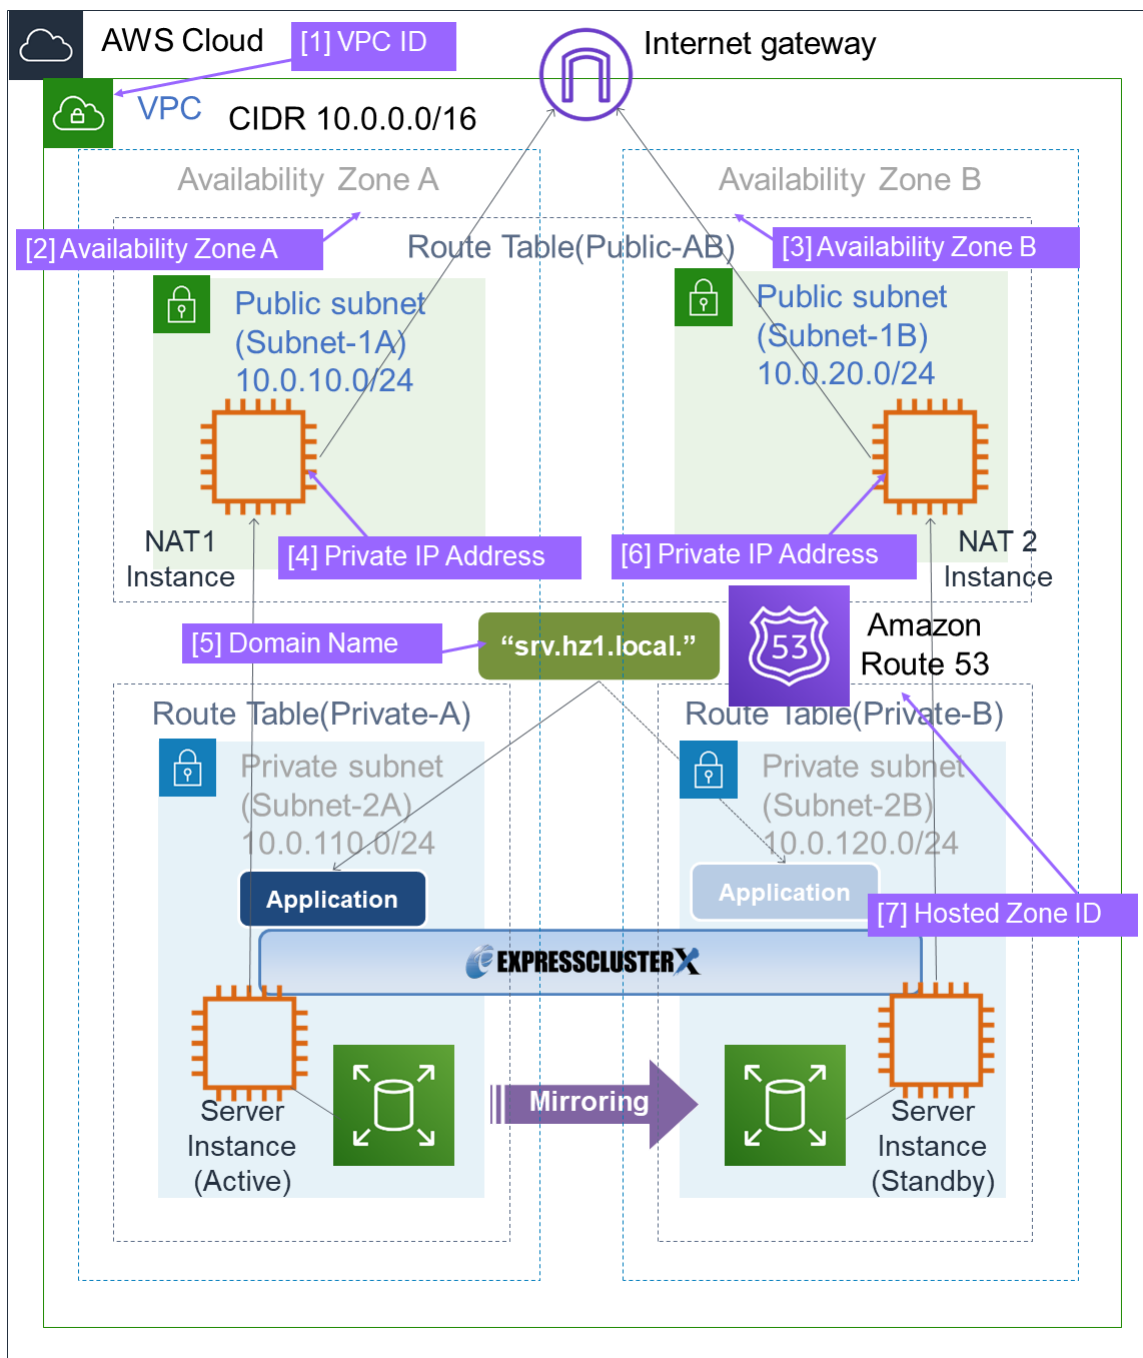 AWS Cloud
[1] VPC ID
Internet gateway
VPC
CIDR 10.0.0.0/16
Availability Zone A
Availability Zone B
[2] Availability Zone A
Route Table(Public-AB)
[3] Availability Zone B
Public subnet
(Subnet-1A)
10.0.10.0/24
Public subnet
(Subnet-1B)
10.0.20.0/24
NAT1
Instance
[4] Private IP Address
[6] Private IP Address
NAT 2
Instance
[5] Domain Name
“srv.hz1.local.”
53
Amazon
Route 53
Route Table(Private-A)
Route Table(Private-B)
Private subnet
(Subnet-2A)
10.0.110.0/24
Private subnet
(Subnet-2B)
10.0.120.0/24
Application
Application
[7] Hosted Zone ID
EXPRESSCLUSTER X
Server
Instance
(Active)
Mirroring
Server
Instance
(Standby)